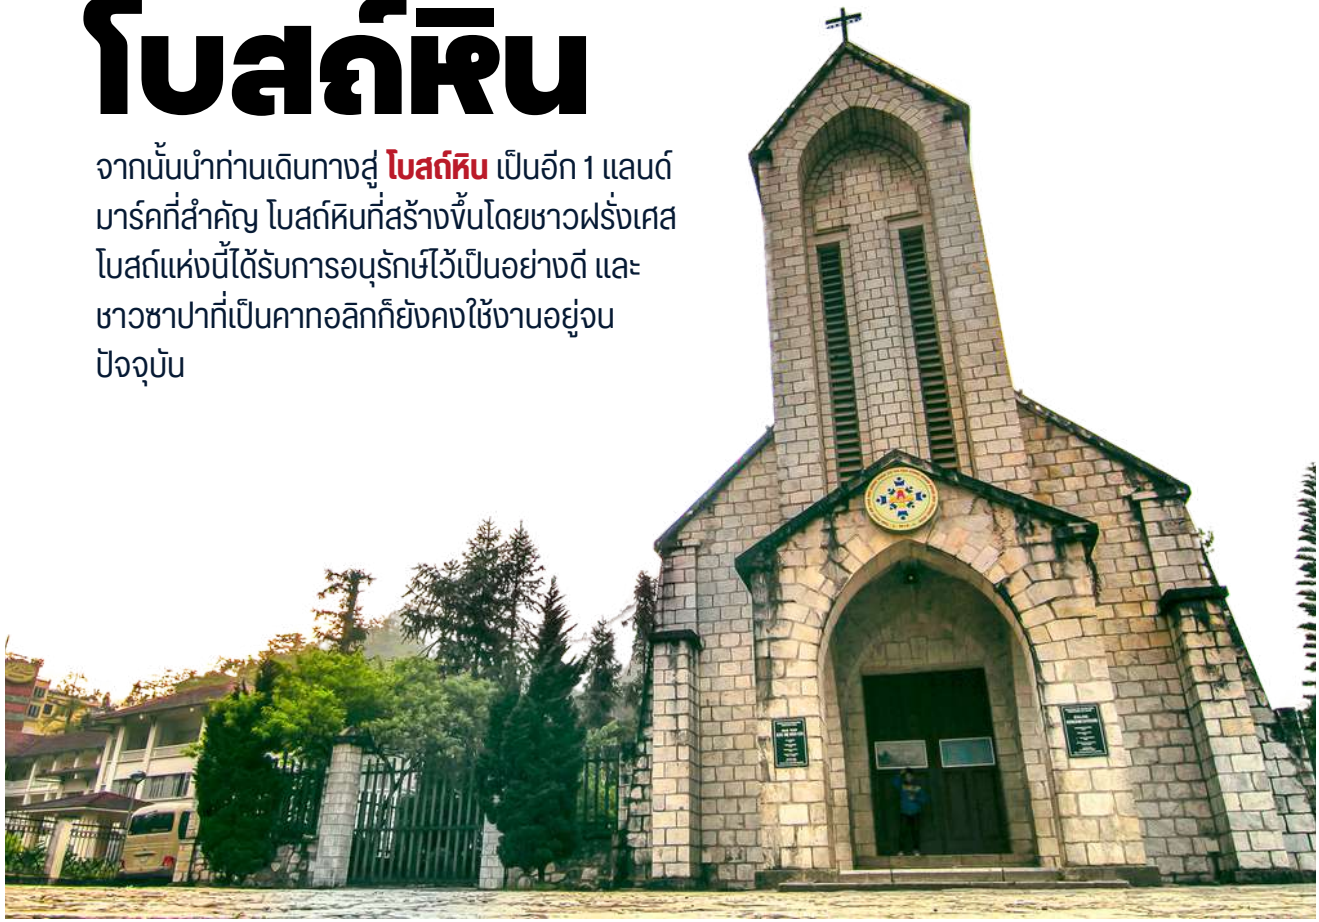 โบสถ์หิน
จากนั้นนำท่านเดินทางสู่ โบสถ์หิน เป็นอีก 1 แลนด์
มาร์คที่สำคัญ โบสถ์หินที่สร้างขึ้นโดยชาวฝรั่งเศส
โบสถ์แห่งนี้ได้รับการอนุรักษ์ไว้เป็นอย่างดี และ
ชาวซาปาที่เป็นคาทอลิกก็ยังคงใช้งานอยู่จน
ปัจจุบัน